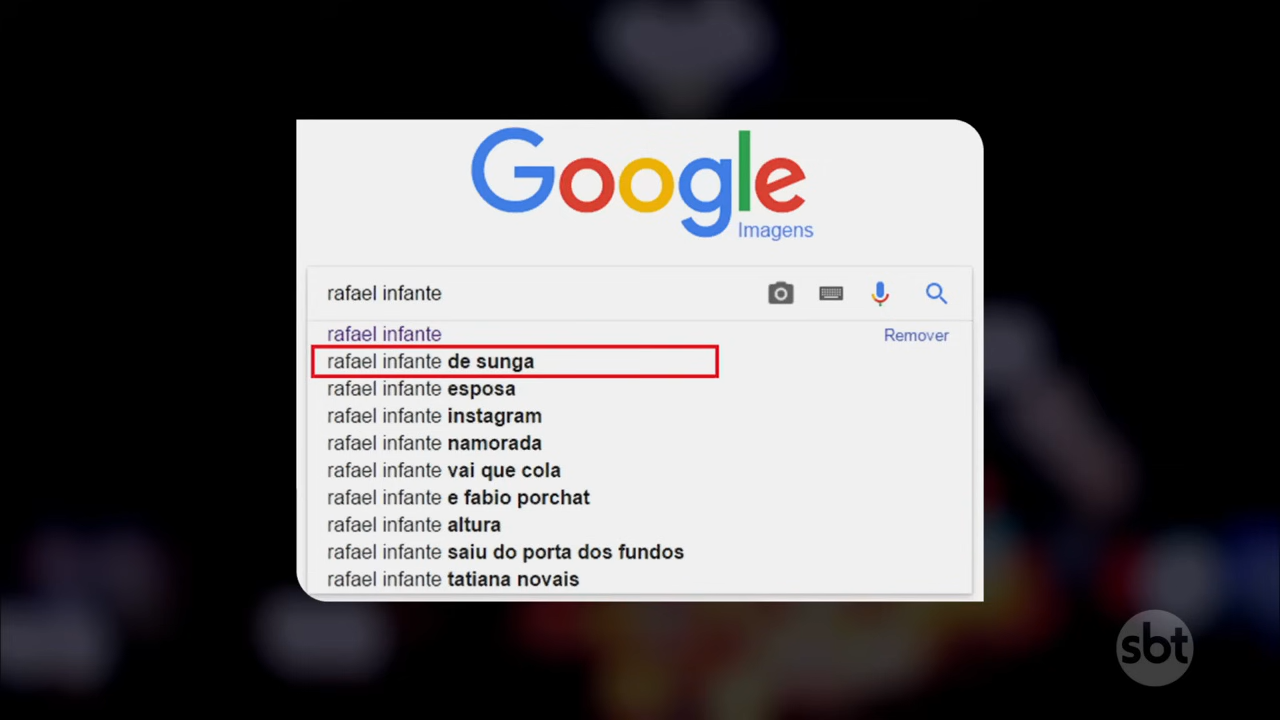 Google
Imagens
rafael infante
rafael infante Remover
rafael infante de sunga
rafael infante esposa
rafael infante instagram
rafael infante namorada
rafael infante vai que cola
rafael infante e fabio porchat
rafael infante altura
rafael infante saiu do porta dos fundos
rafael infante tatiana novais
sbt